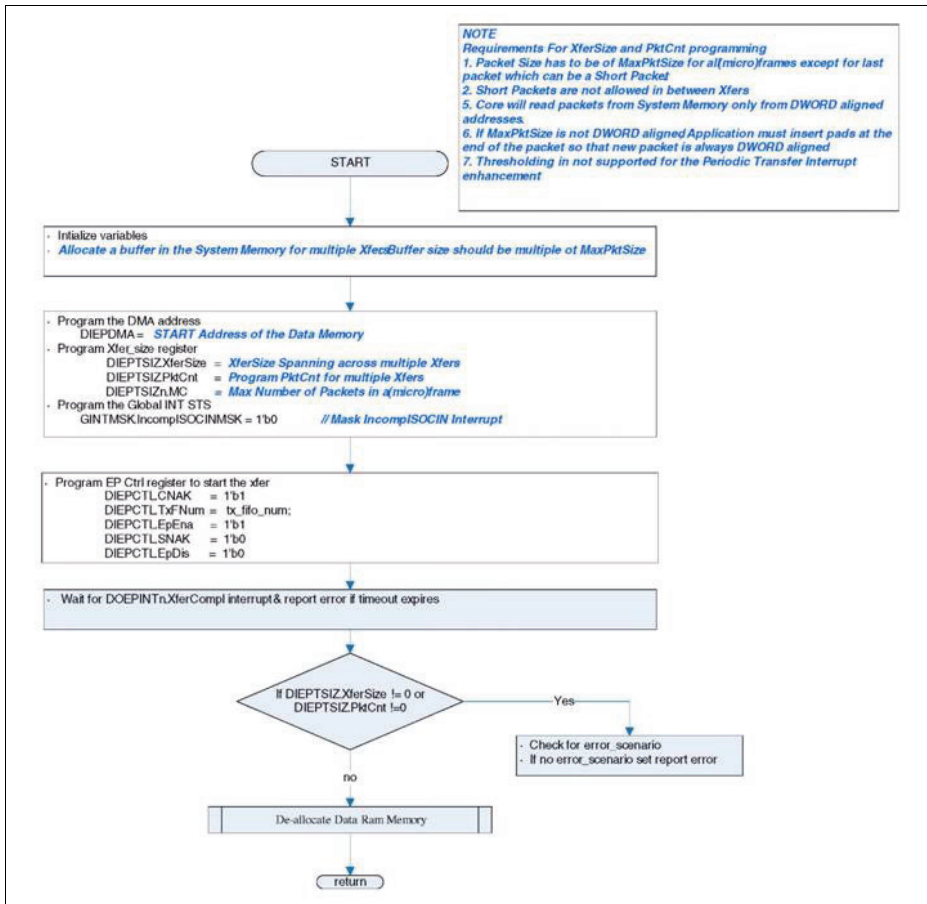 NOTE
Requirements For XferSize and PktCnt programming
1. Packet Size has to be of MaxPktSize for all(micro)frames except for last
packet which can be a Short Packet
2. Short Packets are not allowed in between Xfers
5. Core will read packets from System Memory only from DWORD aligned
addresses.
6. If MaxPktSize is not DWORD aligned, Application must insert pads at the
end of the packet so that new packet is always DWORD aligned
7. Thresholding in not supported for the Periodic Transfer Interrupt
enhancement
START
· Intialize variables
· Allocate a buffer in the System Memory for multiple Xfers Buffer size should be multiple of MaxPktSize
· Program the DMA address
DIEPDMA = START Address of the Data Memory
· Program Xfer_size register
DIEPTSIZ.XferSize = XferSize Spanning across multiple Xfers
DIEPTSIZ.PktCnt = Program PktCnt for multiple Xfers
DIEPTSIZn.MC = Max Number of Packets in a(micro)frame
· Program the Global INT STS
GINTMSK.IncompISOCINMSK = 1'b0 // Mask IncompISOCIN Interrupt
· Program EP Ctrl register to start the xfer
DIEPCTL.CNAK = 1'b1
DIEPCTL.TxFNum = tx_fifo_num;
DIEPCTL.EpEna = 1'b1
DIEPCTL.SNAK = 1'b0
DIEPCTL.EpDis = 1'b0
· Wait for DOEPINTn.XferCompl interrupt & report error if timeout expires
If DIEPTSIZ.XferSize != 0 or
DIEPTSIZ.PktCnt !=0
Yes
· Check for error_scenario
· If no error_scenario set report error
no
De-allocate Data Ram Memory
return